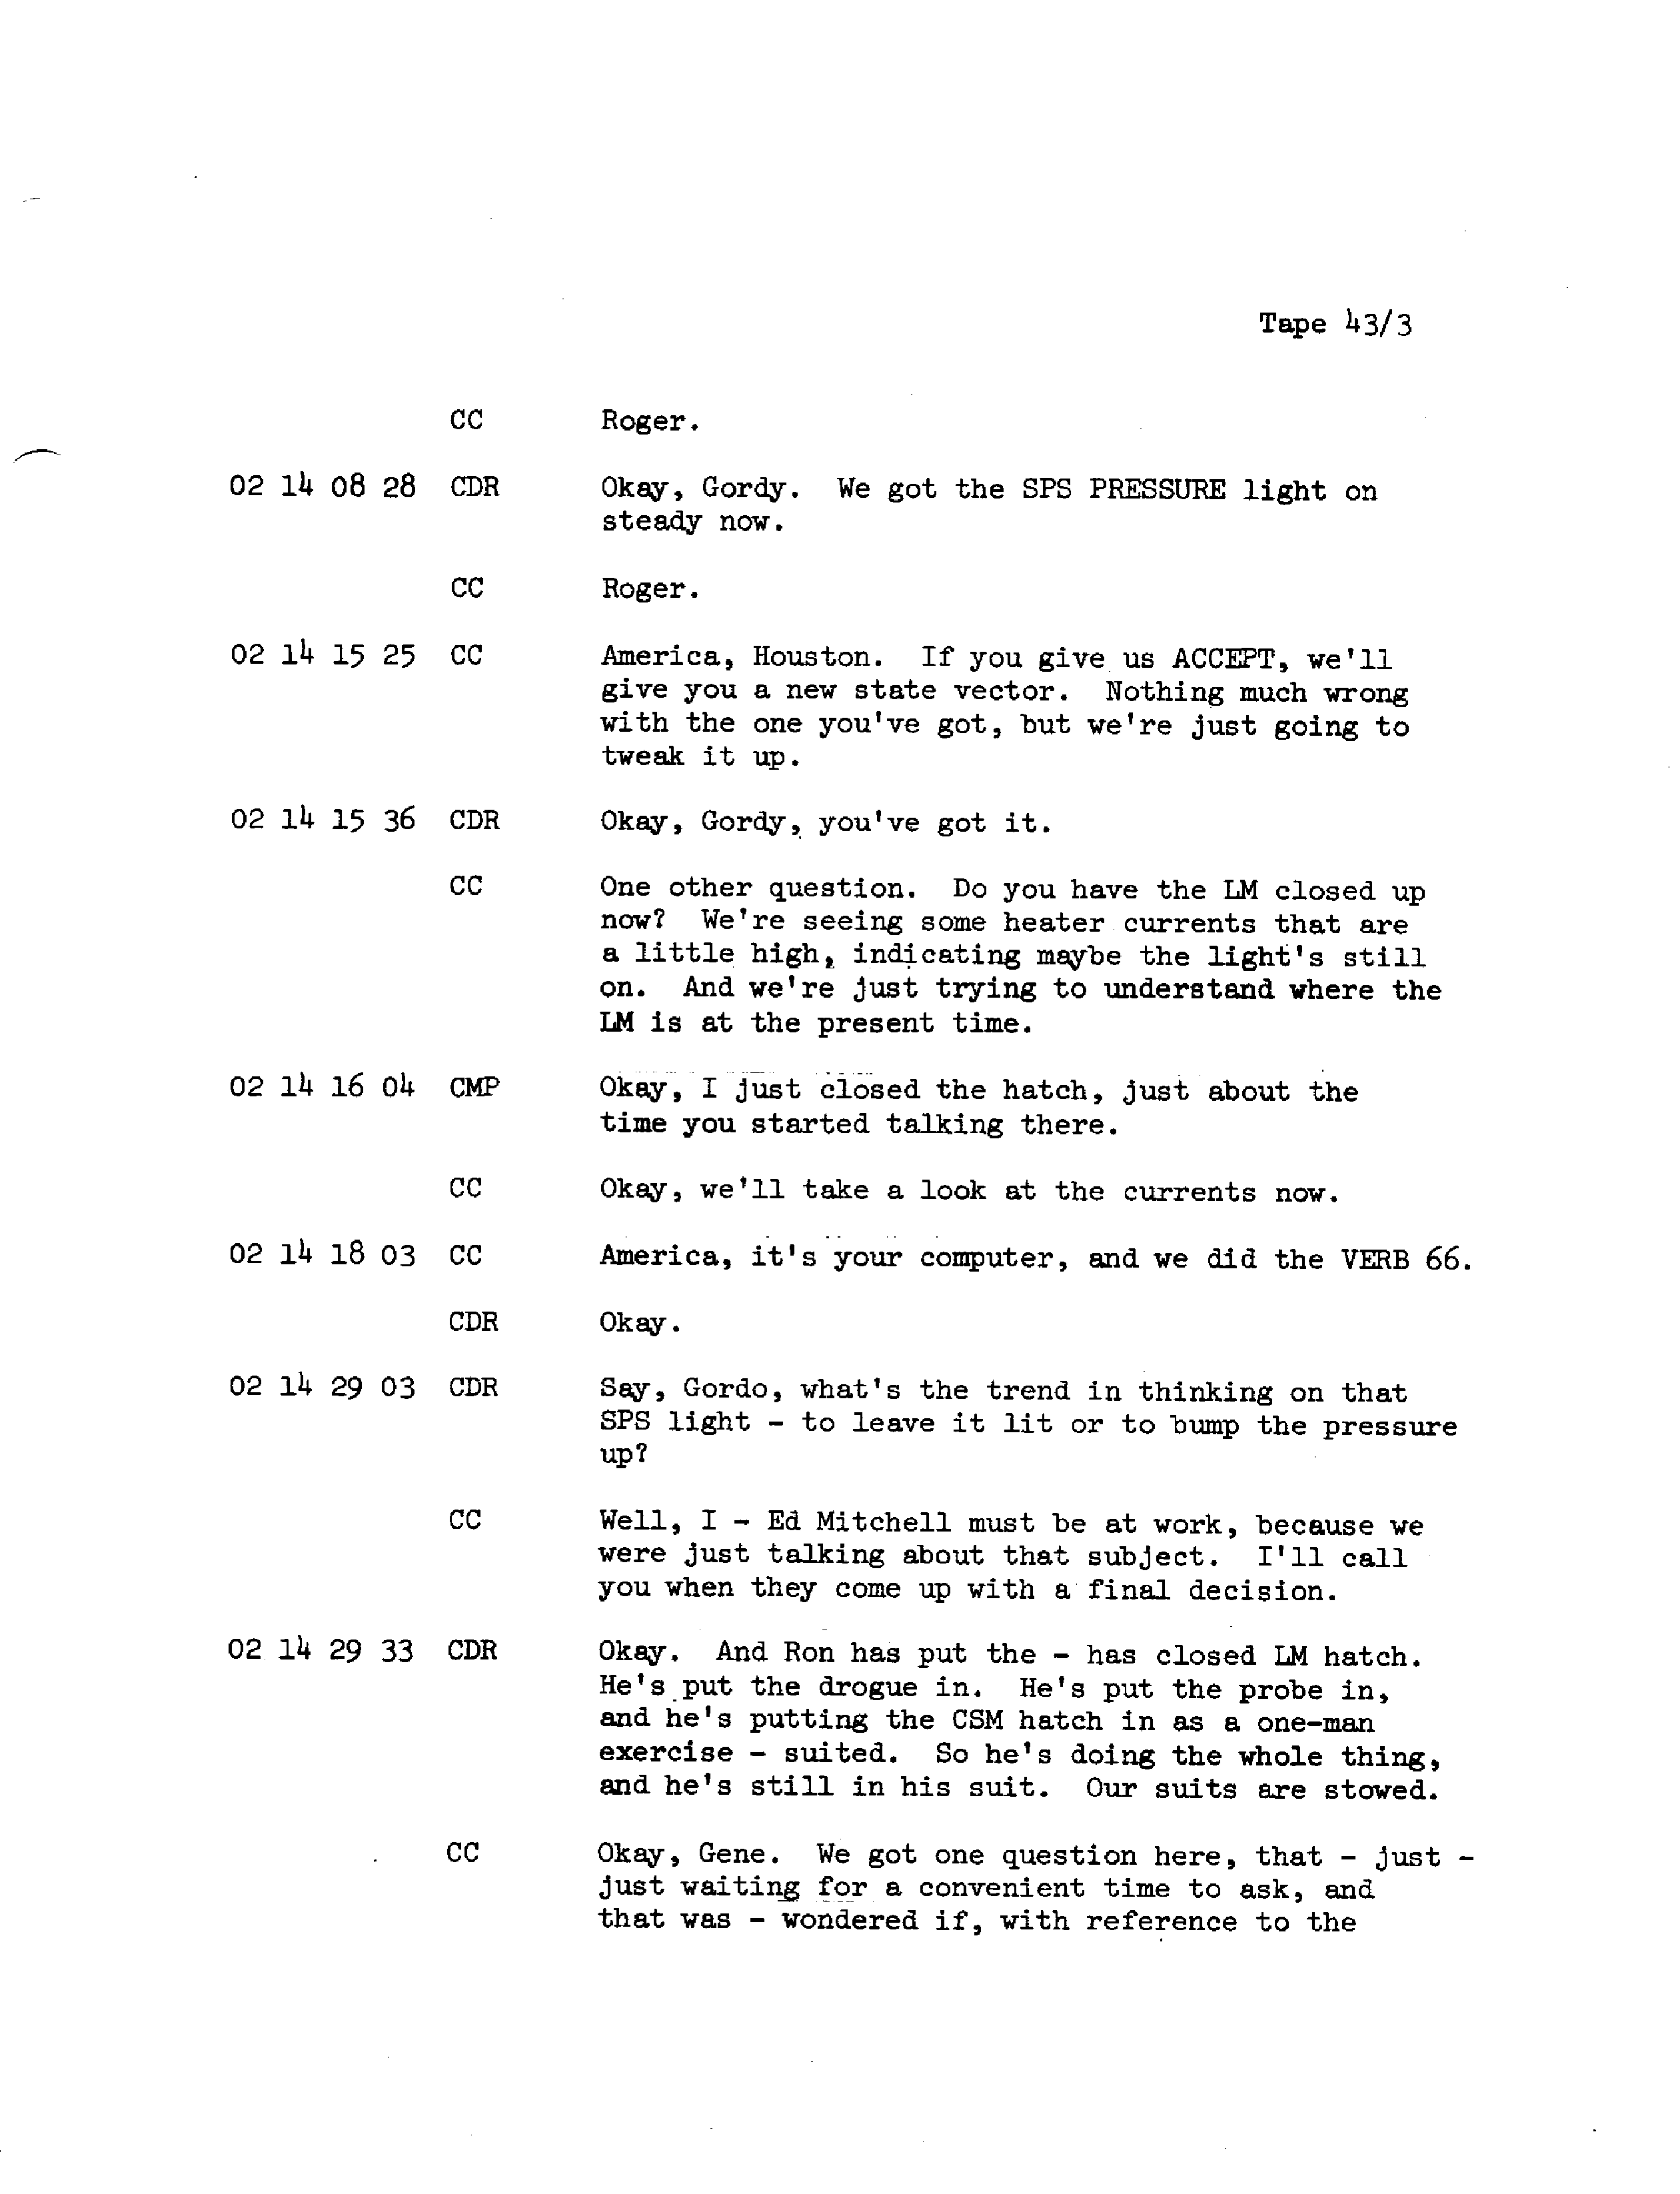 Tape 43/3
CC Roger.
02 14 08 28 CDR Okay, Gordy. We got the SPS PRESSURE light on
steady now.
CC Roger.
02 14 15 25 CC America, Houston. If you give us ACCEPT, we'll
give you a new state vector. Nothing much wrong
with the one you've got, but we're just going to
tweak it up.
02 14 15 36 CDR Okay, Gordy, you've got it.
CC One other question. Do you have the LM closed up
now? We're seeing some heater currents that are
a little high, indicating maybe the light's still
on. And we're just trying to understand where the
LM is at the present time.
02 14 16 04 CMP Okay, I just closed the hatch, just about the
time you started talking there.
CC Okay, we'll take a look at the currents now.
02 14 18 03 CC America, it's your computer, and we did the VERB 66.
CDR Okay.
02 14 29 03 CDR Say, Gordo, what's the trend in thinking on that
SPS light - to leave it lit or to bump the pressure
up?
CC Well, I - Ed Mitchell must be at work, because we
were just talking about that subject. I'll call
you when they come up with a final decision.
02 14 29 33 CDR Okay. And Ron has put the - has closed LM hatch.
He's put the drogue in. He's put the probe in,
and he's putting the CSM hatch in as a one-man
exercise - suited. So he's doing the whole thing,
and he's still in his suit. Our suits are stowed.
CC Okay, Gene. We got one question here, that - just -
just waiting for a convenient time to ask, and
that was - wondered if, with reference to the